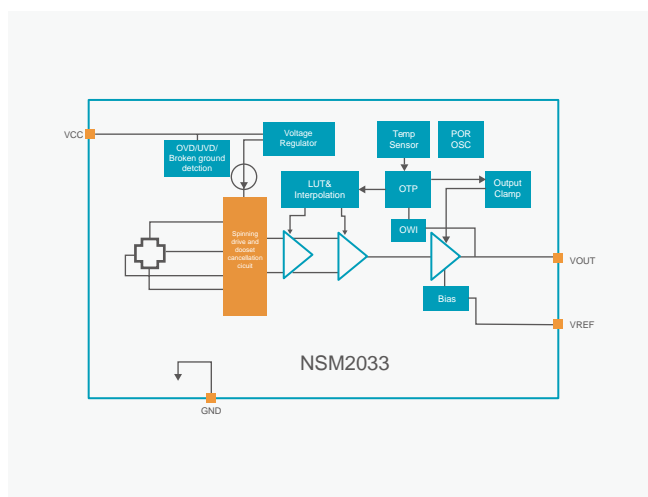 VCC
OVD/UVD/
Broken ground
detction
Voltage
Regulator
Temp
Sensor
POR
OSC
LUT&
Interpolation
OTP
Output
Clamp
OWI
Spinning
drive and
dooset
cancellation
cicuit
VOUT
Bias
VREF
NSM2033
GND